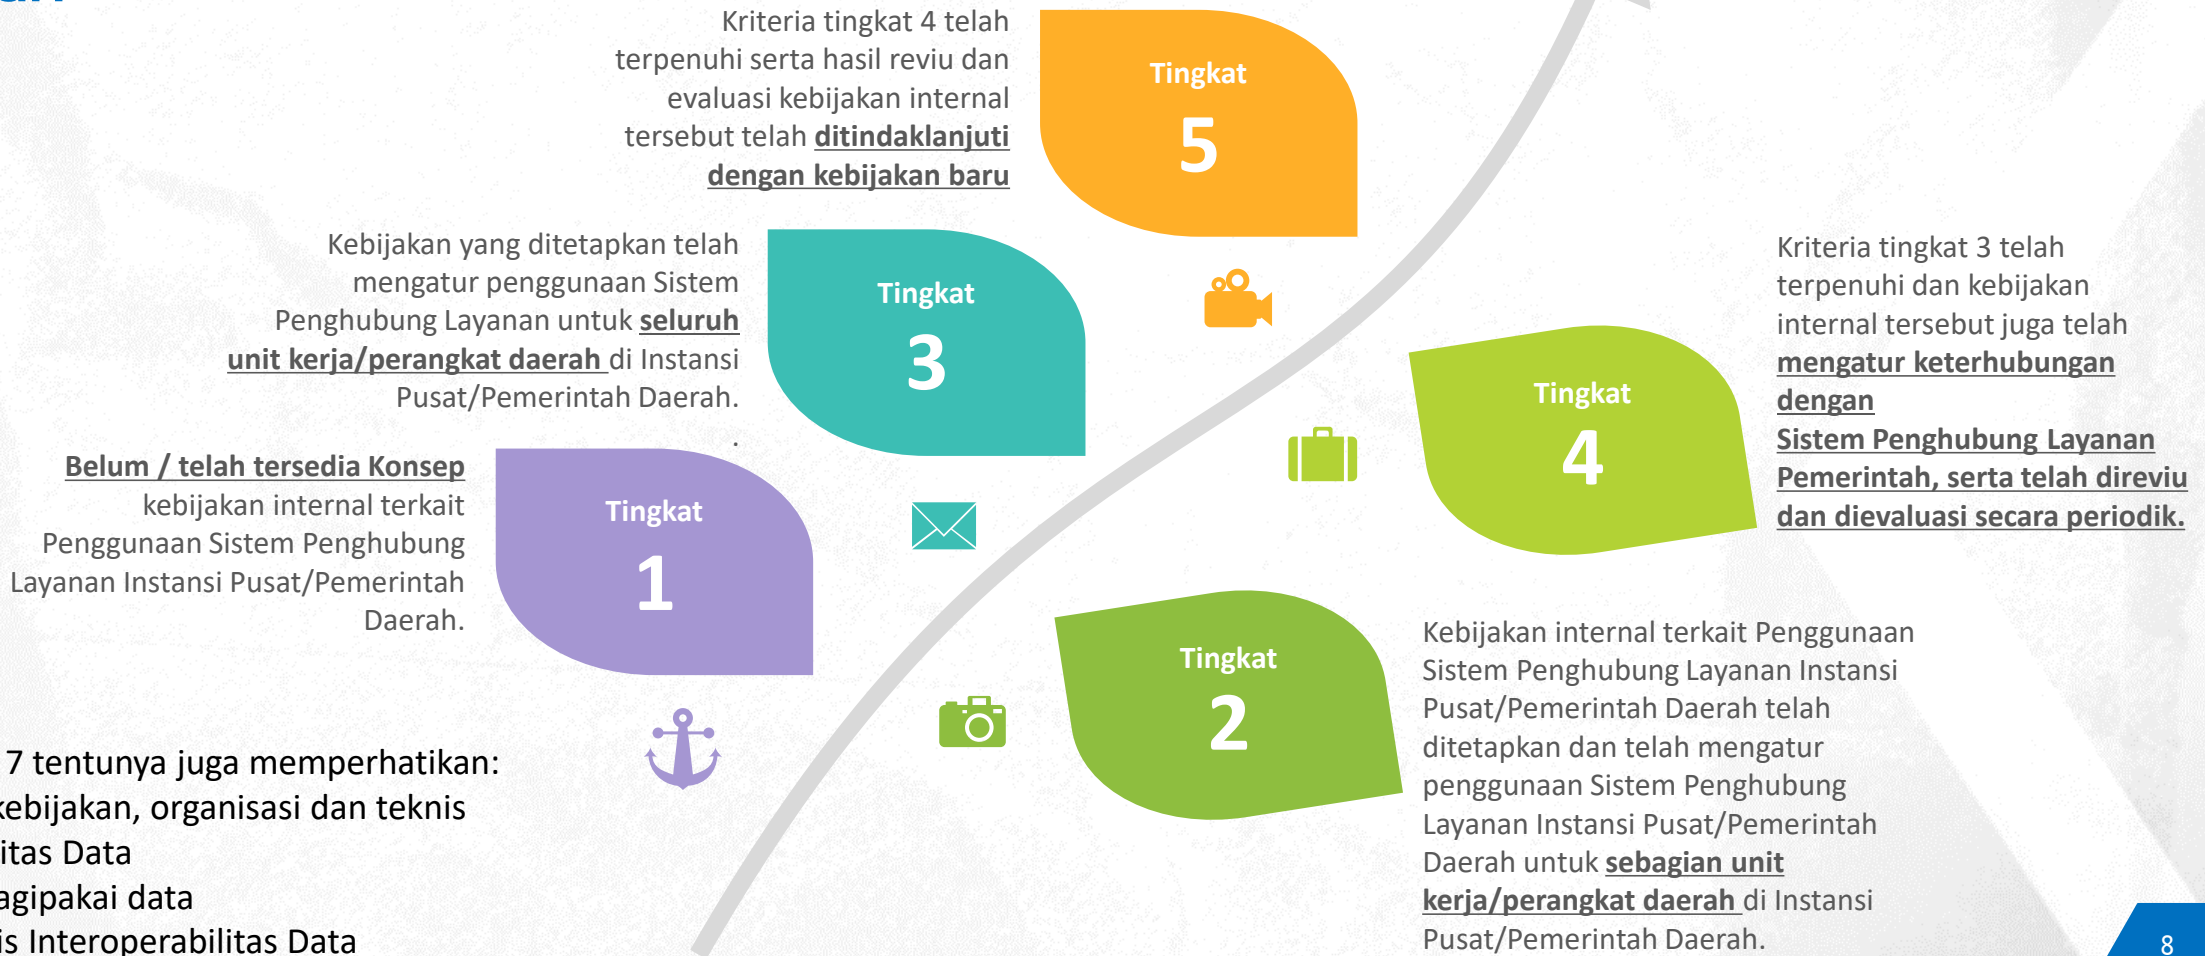 Kriteria tingkat 4 telah
terpenuhi serta hasil reviu dan
evaluasi kebijakan internal
tersebut telah ditindaklanjuti
dengan kebijakan baru
Tingkat
5
Kebijakan yang ditetapkan telah
mengatur penggunaan Sistem
Penghubung Layanan untuk seluruh
unit kerja/perangkat daerah di Instansi
Pusat/Pemerintah Daerah.
.
Tingkat
3
Kriteria tingkat 3 telah
terpenuhi dan kebijakan
internal tersebut juga telah
mengatur keterhubungan
dengan
Sistem Penghubung Layanan
Pemerintah, serta telah direviu
dan dievaluasi secara periodik.
Tingkat
4
Belum / telah tersedia Konsep
kebijakan internal terkait
Penggunaan Sistem Penghubung
Layanan Instansi Pusat/Pemerintah
Daerah.
Tingkat
1
Tingkat
2
Kebijakan internal terkait Penggunaan
Sistem Penghubung Layanan Instansi
Pusat/Pemerintah Daerah telah
ditetapkan dan telah mengatur
penggunaan Sistem Penghubung
Layanan Instansi Pusat/Pemerintah
Daerah untuk sebagian unit
kerja/perangkat daerah di Instansi
Pusat/Pemerintah Daerah.
7 tentunya juga memperhatikan:
kebijakan, organisasi dan teknis
itas Data
agipakai data
is Interoperabilitas Data
8